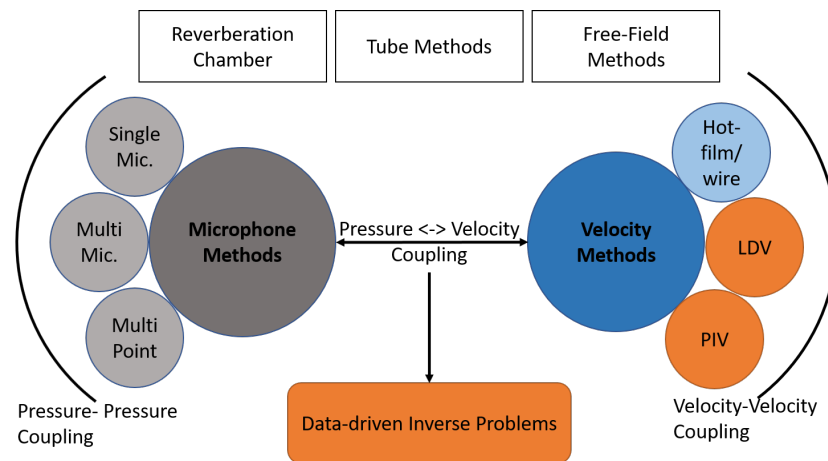 Reverberation
Chamber
Tube Methods
Free-Field
Methods
Single
Mic.
Multi
Mic.
Multi
Point
Microphone
Methods
Pressure <-> Velocity
Coupling
Velocity
Methods
Hot-
film/
wire
LDV
PIV
Pressure- Pressure
Coupling
Data-driven Inverse Problems
Velocity-Velocity
Coupling